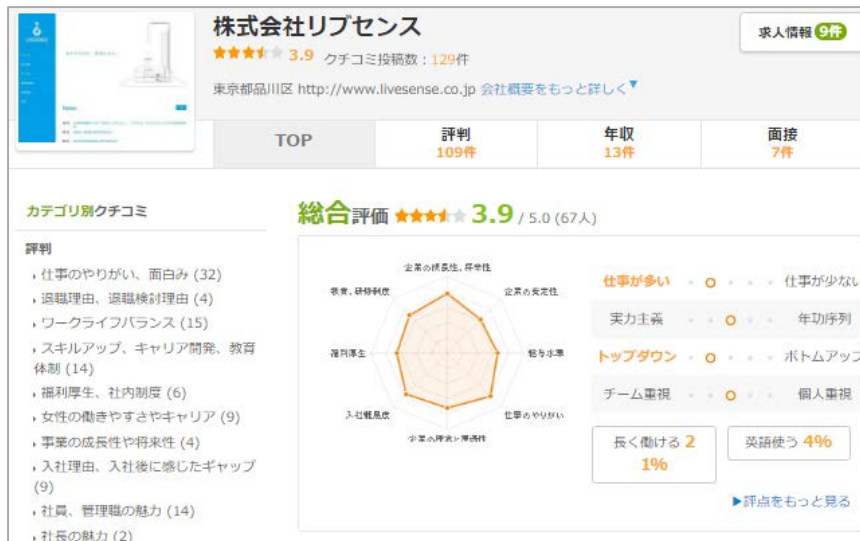 株式会社リブセンス
3.9 クチコミ投稿数:129件
求人情報 9件
東京都品川区 http://www.livesense.co.jp 会社概要をもっと詳しく▼
TOP
評判
109件
年収
13件
面接
7件
カテゴリ別クチコミ
評判
仕事のやりがい、面白み (32)
退職理由、退職検討理由 (4)
ワークライフバランス (15)
スキルアップ、キャリア開発、教育
体制 (14)
福利厚生、社内制度 (6)
女性の働きやすさやキャリア (9)
事業の成長性や将来性 (4)
入社理由、入社後に感じたギャップ
(9)
社員、管理職の魅力 (14)
社長の魅力 (2)
総合評価 3.9 / 5.0 (67人)
企業の成長性、将来性
教育、研修制度
企業の安定性
福利厚生
給与水準
入社難易度
仕事のやりがい
仕事が多い 仕事が少ない
実力主義 年功序列
トップダウン ボトムアップ
チーム重視 個人重視
長く働ける 2
1%
英語使う 4%
▶評点をもっと見る